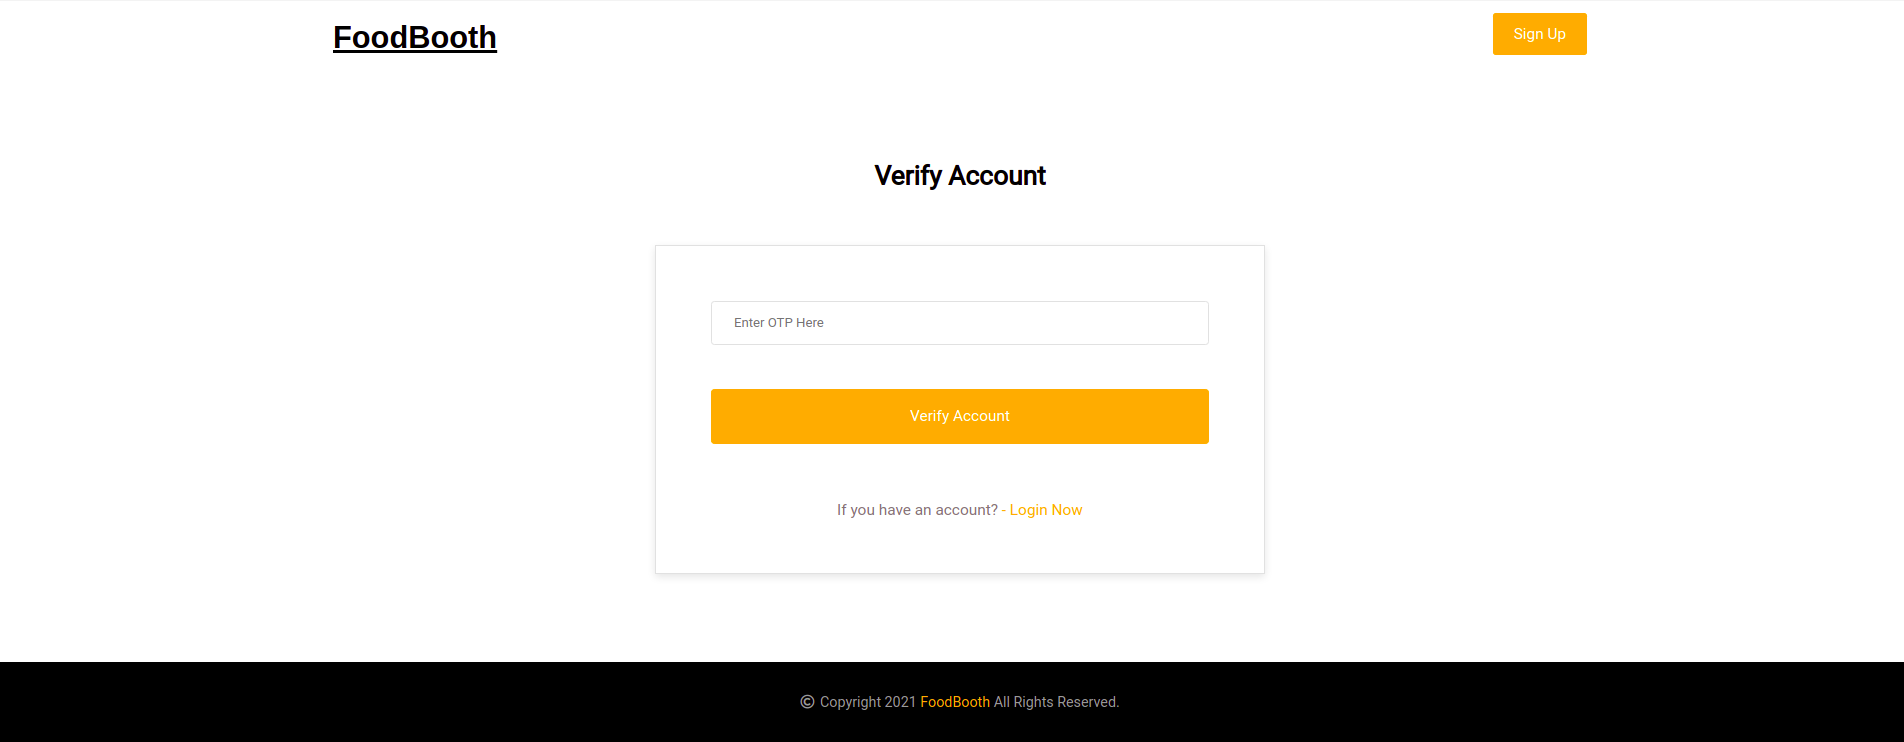 FoodBooth
Sign Up
Verify Account
Enter OTP Here
Verify Account
If you have an account? - Login Now
© Copyright 2021 FoodBooth All Rights Reserved.